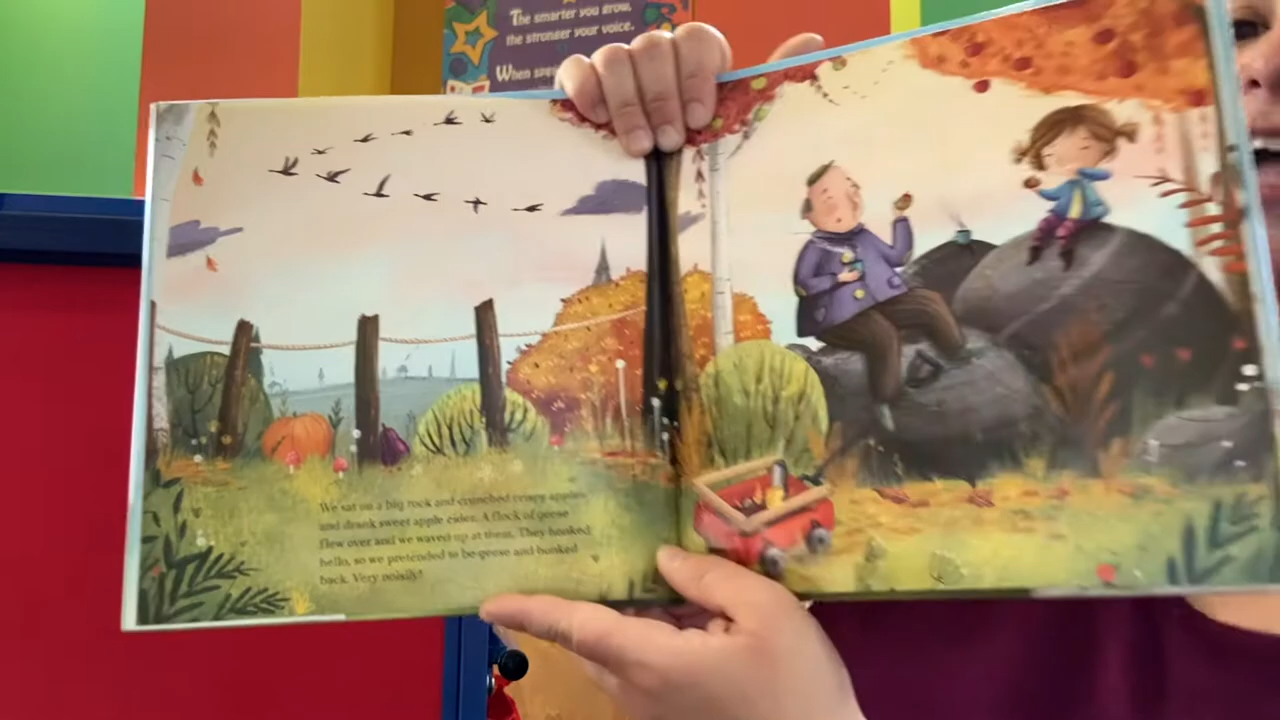 The smarter you grow,
the stronger your voice.
When
We sat on a big rock and crunched crispy apples
and drank sweet apple cider. A flock of geese
flew over and we waved up at them. They honked
hello, so we pretended to be geese and honked
back. Very noisily!